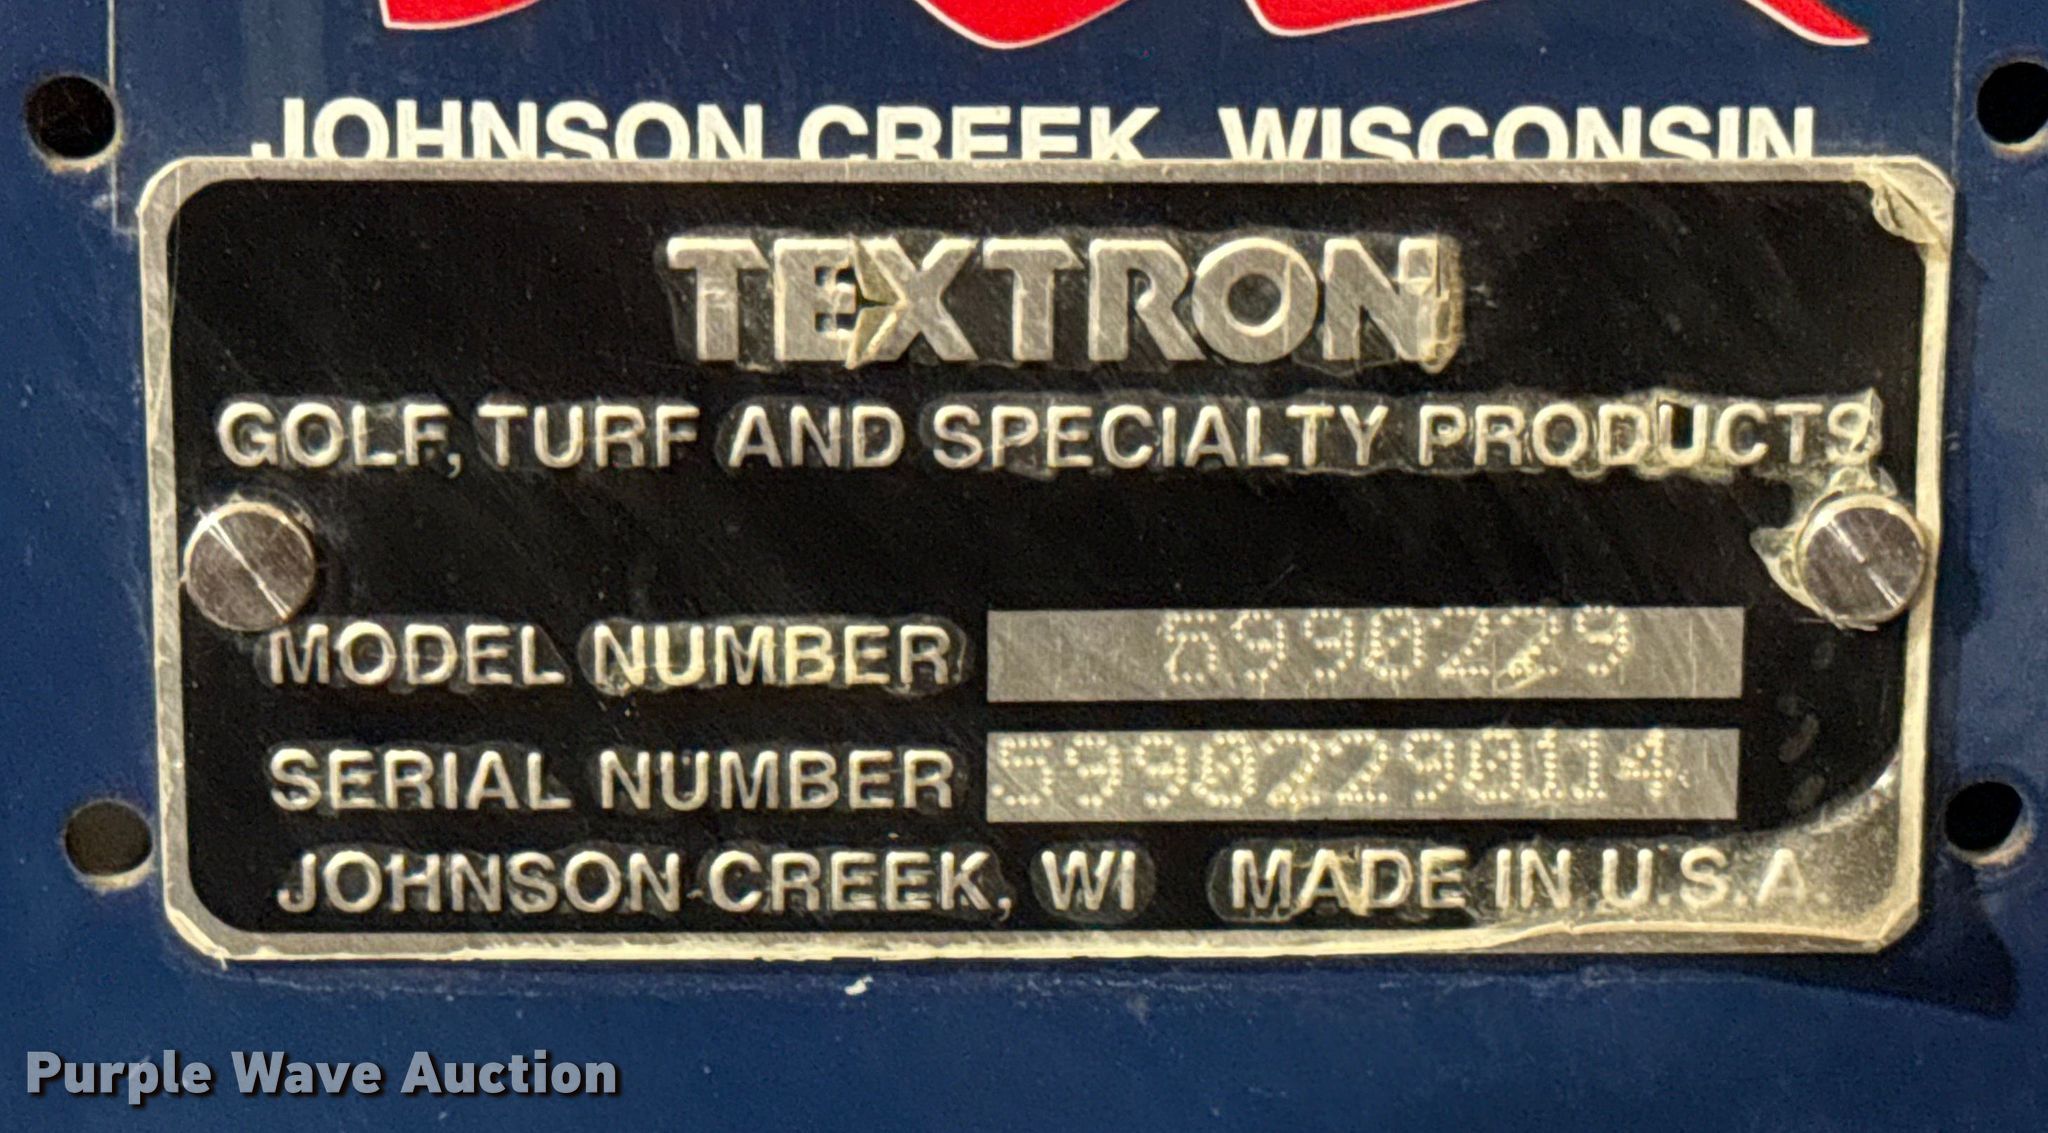 JOHNSON CREEK, WISCONSIN
TEXTRON
GOLF, TURF AND SPECIALTY PRODUCTS
MODEL NUMBER 5990229
SERIAL NUMBER 59902290114
JOHNSON CREEK, WI MADE IN U.S.A.
Purple Wave Auction